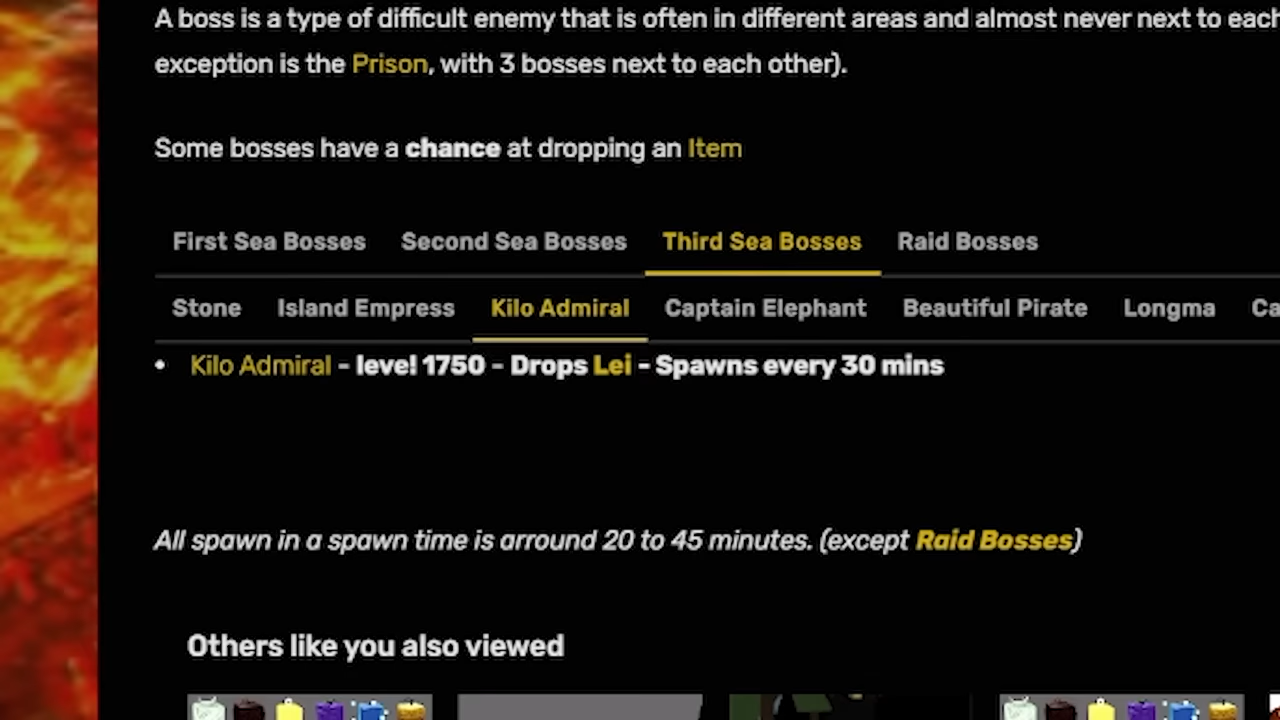 A boss is a type of difficult enemy that is often in different areas and almost never next to each
exception is the Prison, with 3 bosses next to each other).
Some bosses have a chance at dropping an Item
First Sea Bosses Second Sea Bosses Third Sea Bosses Raid Bosses
Stone Island Empress Kilo Admiral Captain Elephant Beautiful Pirate Longma Ca
• Kilo Admiral - level 1750 - Drops Lei - Spawns every 30 mins
All spawn in a spawn time is arround 20 to 45 minutes. (except Raid Bosses)
Others like you also viewed